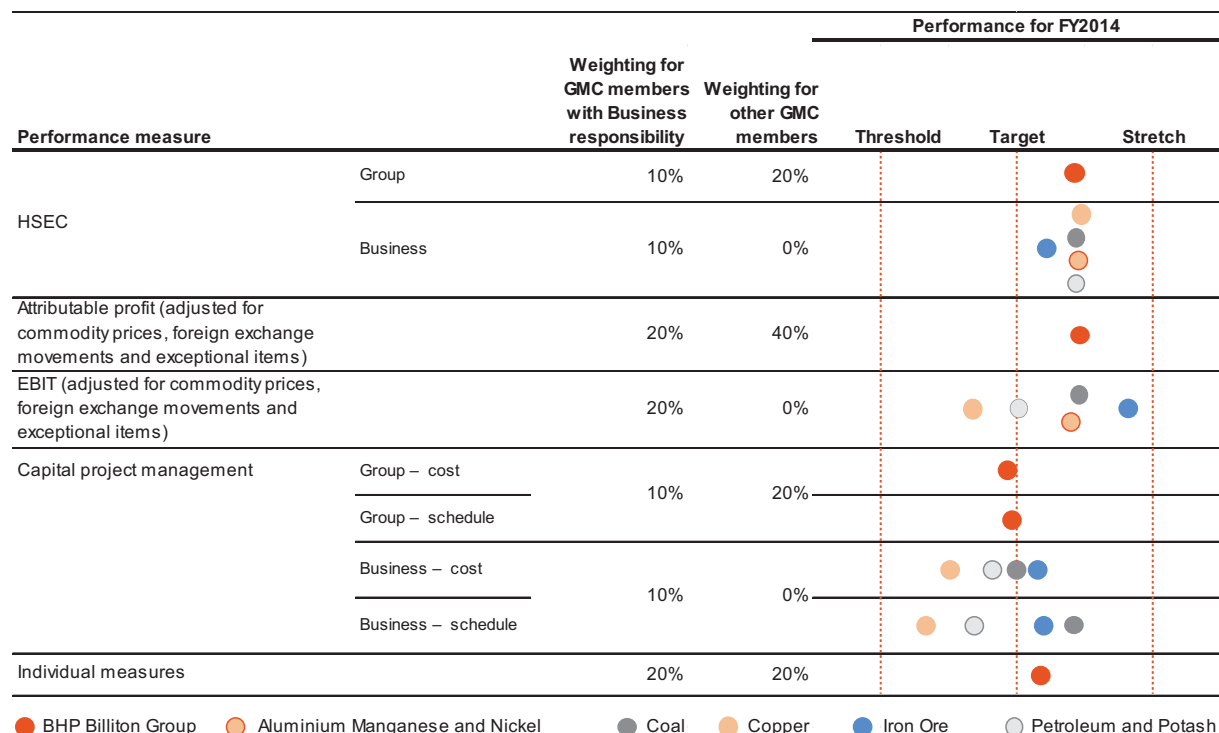 Performance for FY2014
Weighting for
GMC members
with Business
responsibility
Weighting for
other GMC
members
Performance measure
Threshold
Target
Stretch
HSEC
Group
10%
20%
Business
10%
0%
Attributable profit (adjusted for
commodity prices, foreign exchange
movements and exceptional items)
20%
40%
EBIT (adjusted for commodity prices,
foreign exchange movements and
exceptional items)
20%
0%
Capital project management
Group – cost
10%
20%
Group – schedule
Business – cost
10%
0%
Business – schedule
Individual measures
20%
20%
BHP Billiton Group
Aluminium Manganese and Nickel
Coal
Copper
Iron Ore
Petroleum and Potash